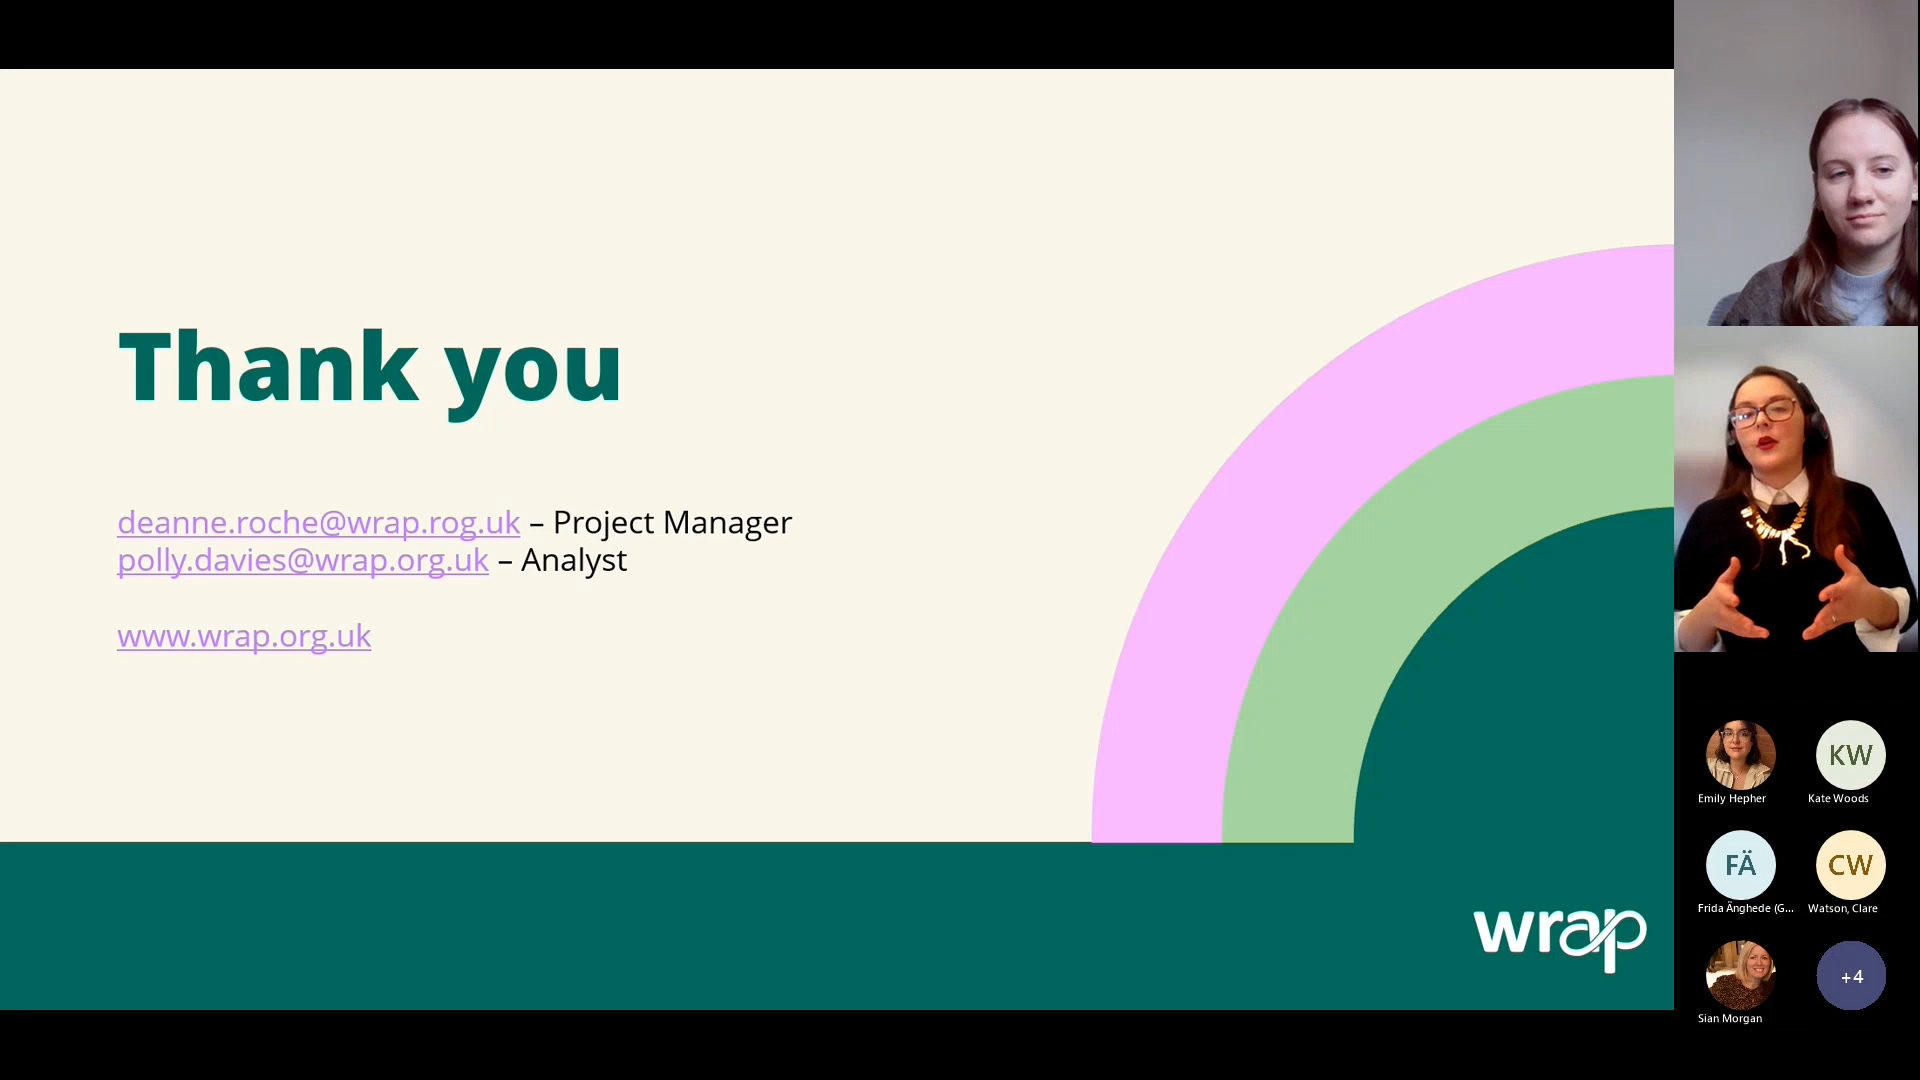 Thank you
deanne.roche@wrap.rog.uk – Project Manager
polly.davies@wrap.org.uk – Analyst
www.wrap.org.uk
wrap
KW
Emily Hepher
Kate Woods
FÄ
CW
Frida Änghede (G...
Watson, Clare
+4
Sian Morgan